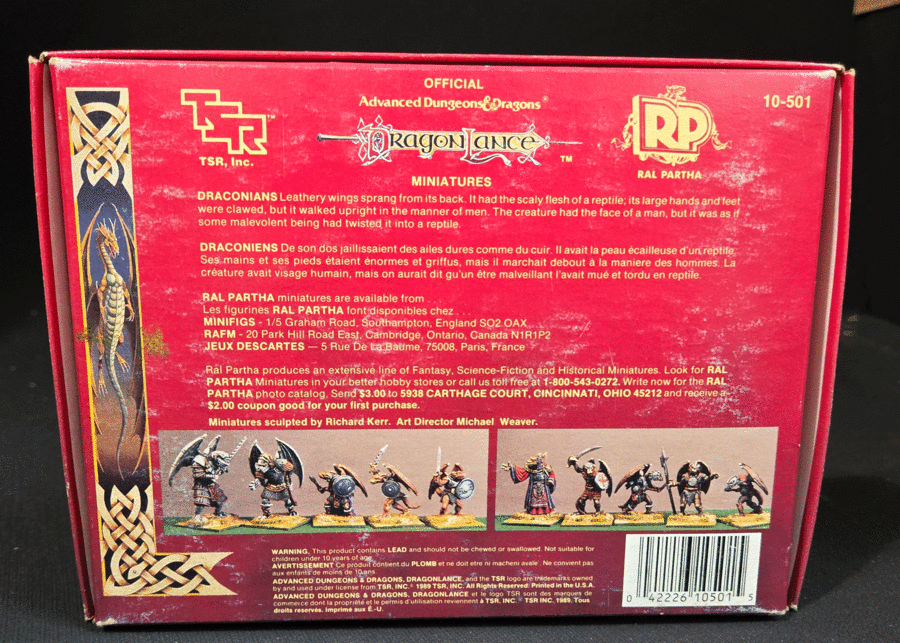 OFFICIAL
Advanced Dungeons & Dragons®
TSR™
TSR, Inc.
DRAGONLANCE™
RP
RAL PARTHA
10-501
MINIATURES
DRACONIANS Leathery wings sprang from its back. It had the scaly flesh of a reptile; its large hands and feet
were clawed, but it walked upright in the manner of men. The creature had the face of a man, but it was as if
some malevolent being had twisted it into a reptile.
DRACONIENS De son dos jaillissaient des ailes dures comme du cuir. Il avait la peau écailleuse d'un reptile.
Ses mains et ses pieds étaient énormes et griffus, mais il marchait debout à la maniere des hommes. La
créature avait visage humain, mais on aurait dit qu'un être malveillant l'avait mué et tordu en reptile.
RAL PARTHA miniatures are available from
Les figurines RAL PARTHA font disponibles chez . . .
MINIFIGS - 1/5 Graham Road, Southampton, England SO2 OAX
RAFM - 20 Park Hill Road East, Cambridge, Ontario, Canada N1R1P2
JEUX DESCARTES — 5 Rue De La Baume, 75008, Paris, France
Ral Partha produces an extensive line of Fantasy, Science-Fiction and Historical Miniatures. Look for RAL
PARTHA Miniatures in your better hobby stores or call us toll free at 1-800-543-0272. Write now for the RAL
PARTHA photo catalog. Send $3.00 to 5938 CARTHAGE COURT, CINCINNATI, OHIO 45212 and receive a
$2.00 coupon good for your first purchase.
Miniatures sculpted by Richard Kerr. Art Director Michael Weaver.
WARNING, This product contains LEAD and should not be chewed or swallowed. Not suitable for
children under 10 years of age.
AVERTISSEMENT Ce produit contient du PLOMB et ne doit etre ni macheni avale. Ne convient pas
aux enfants de moins de 10 ans
ADVANCED DUNGEONS & DRAGONS, DRAGONLANCE, and the TSR logo are trademarks owned
by and used under license from TSR, INC.® 1989 TSR, INC. All Rights Reserved. Printed in the U.S.A.
ADVANCED DUNGEONS & DRAGONS, DRAGONLANCE et le logo TSR sont des marques de
commerce dont la propriété et le permis d'utilisation reviennent à TSR, INC.® TSR INC. 1989. Tous
droits reservés. Imprime aux E.-U.
0 42226 10501 5